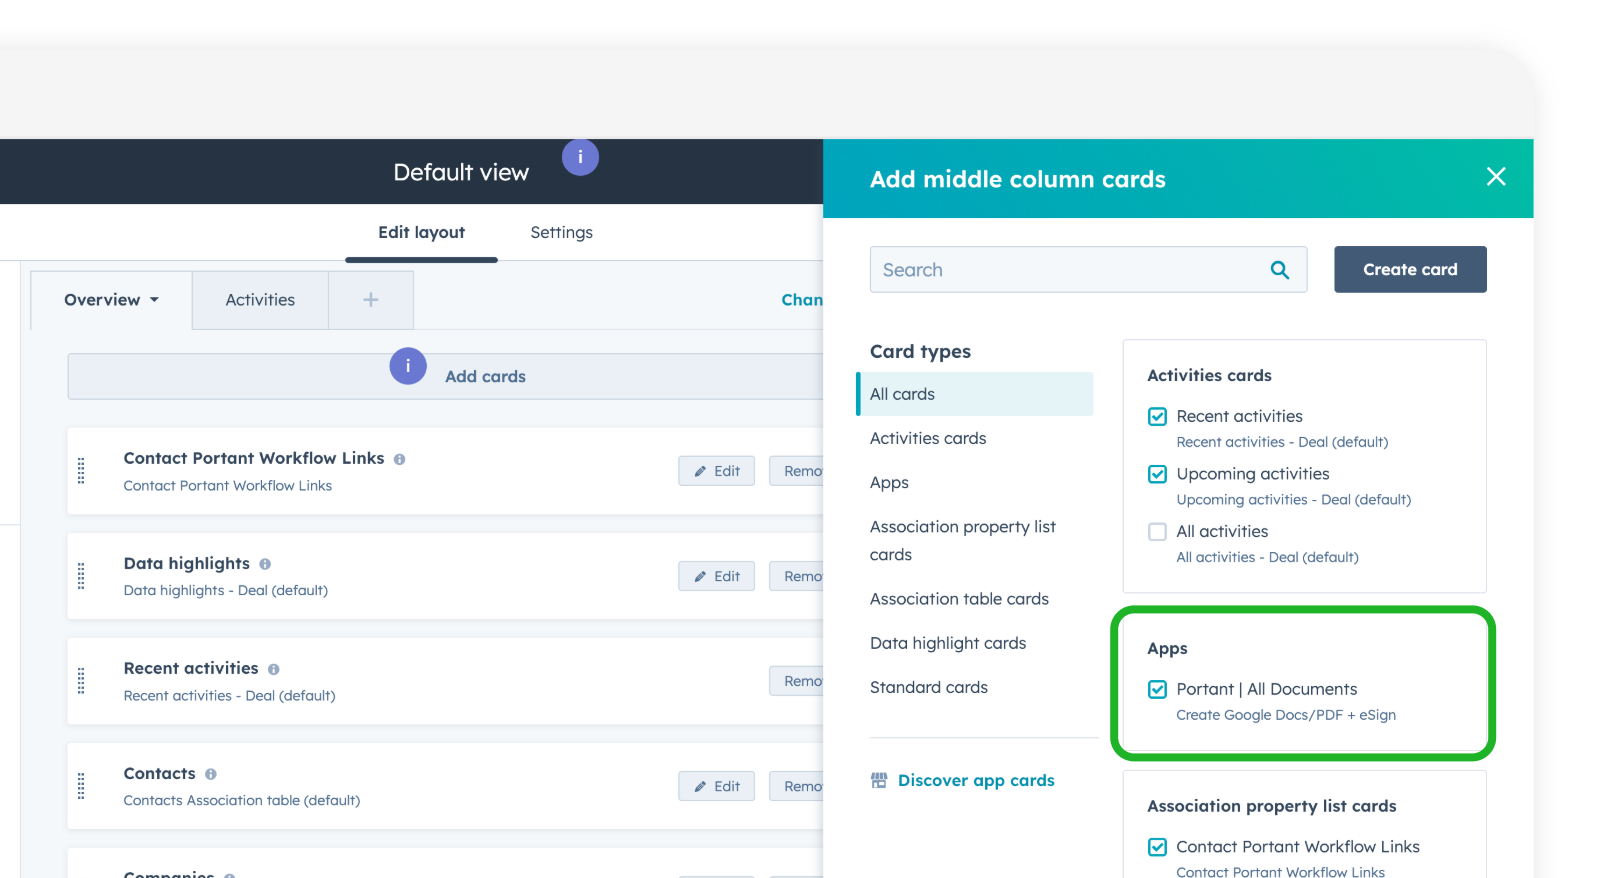 Default view
i
Edit layout
Settings
Overview
Activities
+
Add cards
i
Contact Portant Workflow Links
Contact Portant Workflow Links
Edit
Data highlights
Data highlights - Deal (default)
Edit
Recent activities
Recent activities - Deal (default)
Contacts
Contacts Association table (default)
Edit
Companies
Add middle column cards
Search
Create card
Card types
All cards
Activities cards
Apps
Association property list
cards
Association table cards
Data highlight cards
Standard cards
Discover app cards
Activities cards
Recent activities
Recent activities - Deal (default)
Upcoming activities
Upcoming activities - Deal (default)
All activities
All activities - Deal (default)
Apps
Portant | All Documents
Create Google Docs/PDF + eSign
Association property list cards
Contact Portant Workflow Links
Contact Portant Workflow Links